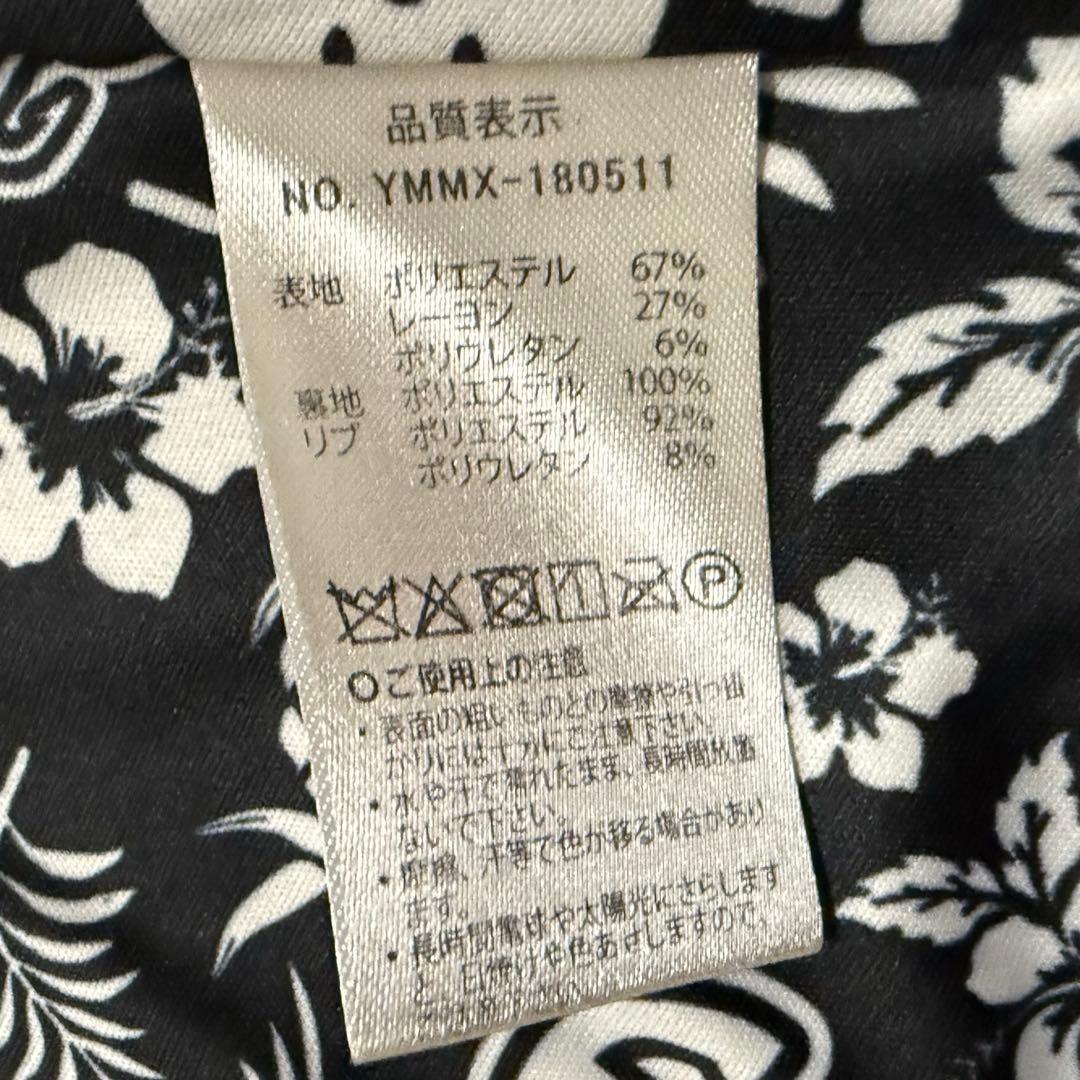 品質表示
NO. YMMX-180511
表地 ポリエステル 67%
レーヨン 27%
ポリウレタン 6%
裏地 ポリエステル 100%
リブ ポリエステル 92%
ポリウレタン 8%
P
○ご使用上の注意
・表面の粗いものとの摩擦や引っ掛
かりには十分にご注意下さい。
・水や汗で濡れたまま、長時間放置
ないで下さい。
・摩擦、汗等で色が移る場合があり
ます。
・長時間電球や太陽光にさらします
と、日焼けや色あせしますので、